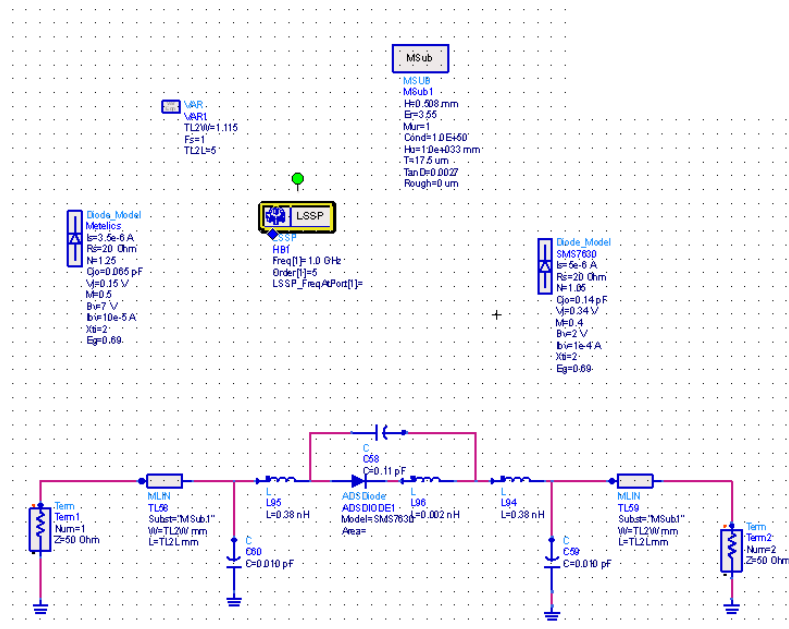 MSub
MSUB
MSub1
H=0.508 mm
Er=3.55
Mur=1
Cond=1.0E+50
Hu=1.0e+033 mm
T=17.5 um
TanD=0.0027
Rough=0 um
VAR
VAR1
TL2W=1.115
Fs=1
TL2L=5
LSSP
LSSP
HB1
Freq[1]=1.0 GHz
Order[1]=5
LSSP_FreqAtPort[1]=
Diode_Model
Metelics
Is=3.5e-6 A
Rs=20 Ohm
N=1.25
Cjo=0.065 pF
Vj=0.15 V
M=0.5
Bv=7 V
Ibv=10e-5 A
Xti=2
Eg=0.69
Diode_Model
SMS7630
Is=5e-6 A
Rs=20 Ohm
N=1.05
Cjo=0.14 pF
Vj=0.34 V
M=0.4
Bv=2 V
Ibv=1e-4 A
Xti=2
Eg=0.69
C
C58
C=0.11 pF
Term
Term1
Num=1
Z=50 Ohm
MLIN
TL58
Subst="MSub1"
W=TL2W mm
L=TL2L mm
C
C60
C=0.010 pF
L
L95
L=0.38 nH
ADSDiode
ADSDIODE1
Model=SMS7630
Area=
L
L96
L=0.002 nH
L
L94
L=0.38 nH
C
C59
C=0.010 pF
MLIN
TL59
Subst="MSub1"
W=TL2W mm
L=TL2L mm
Term
Term2
Num=2
Z=50 Ohm